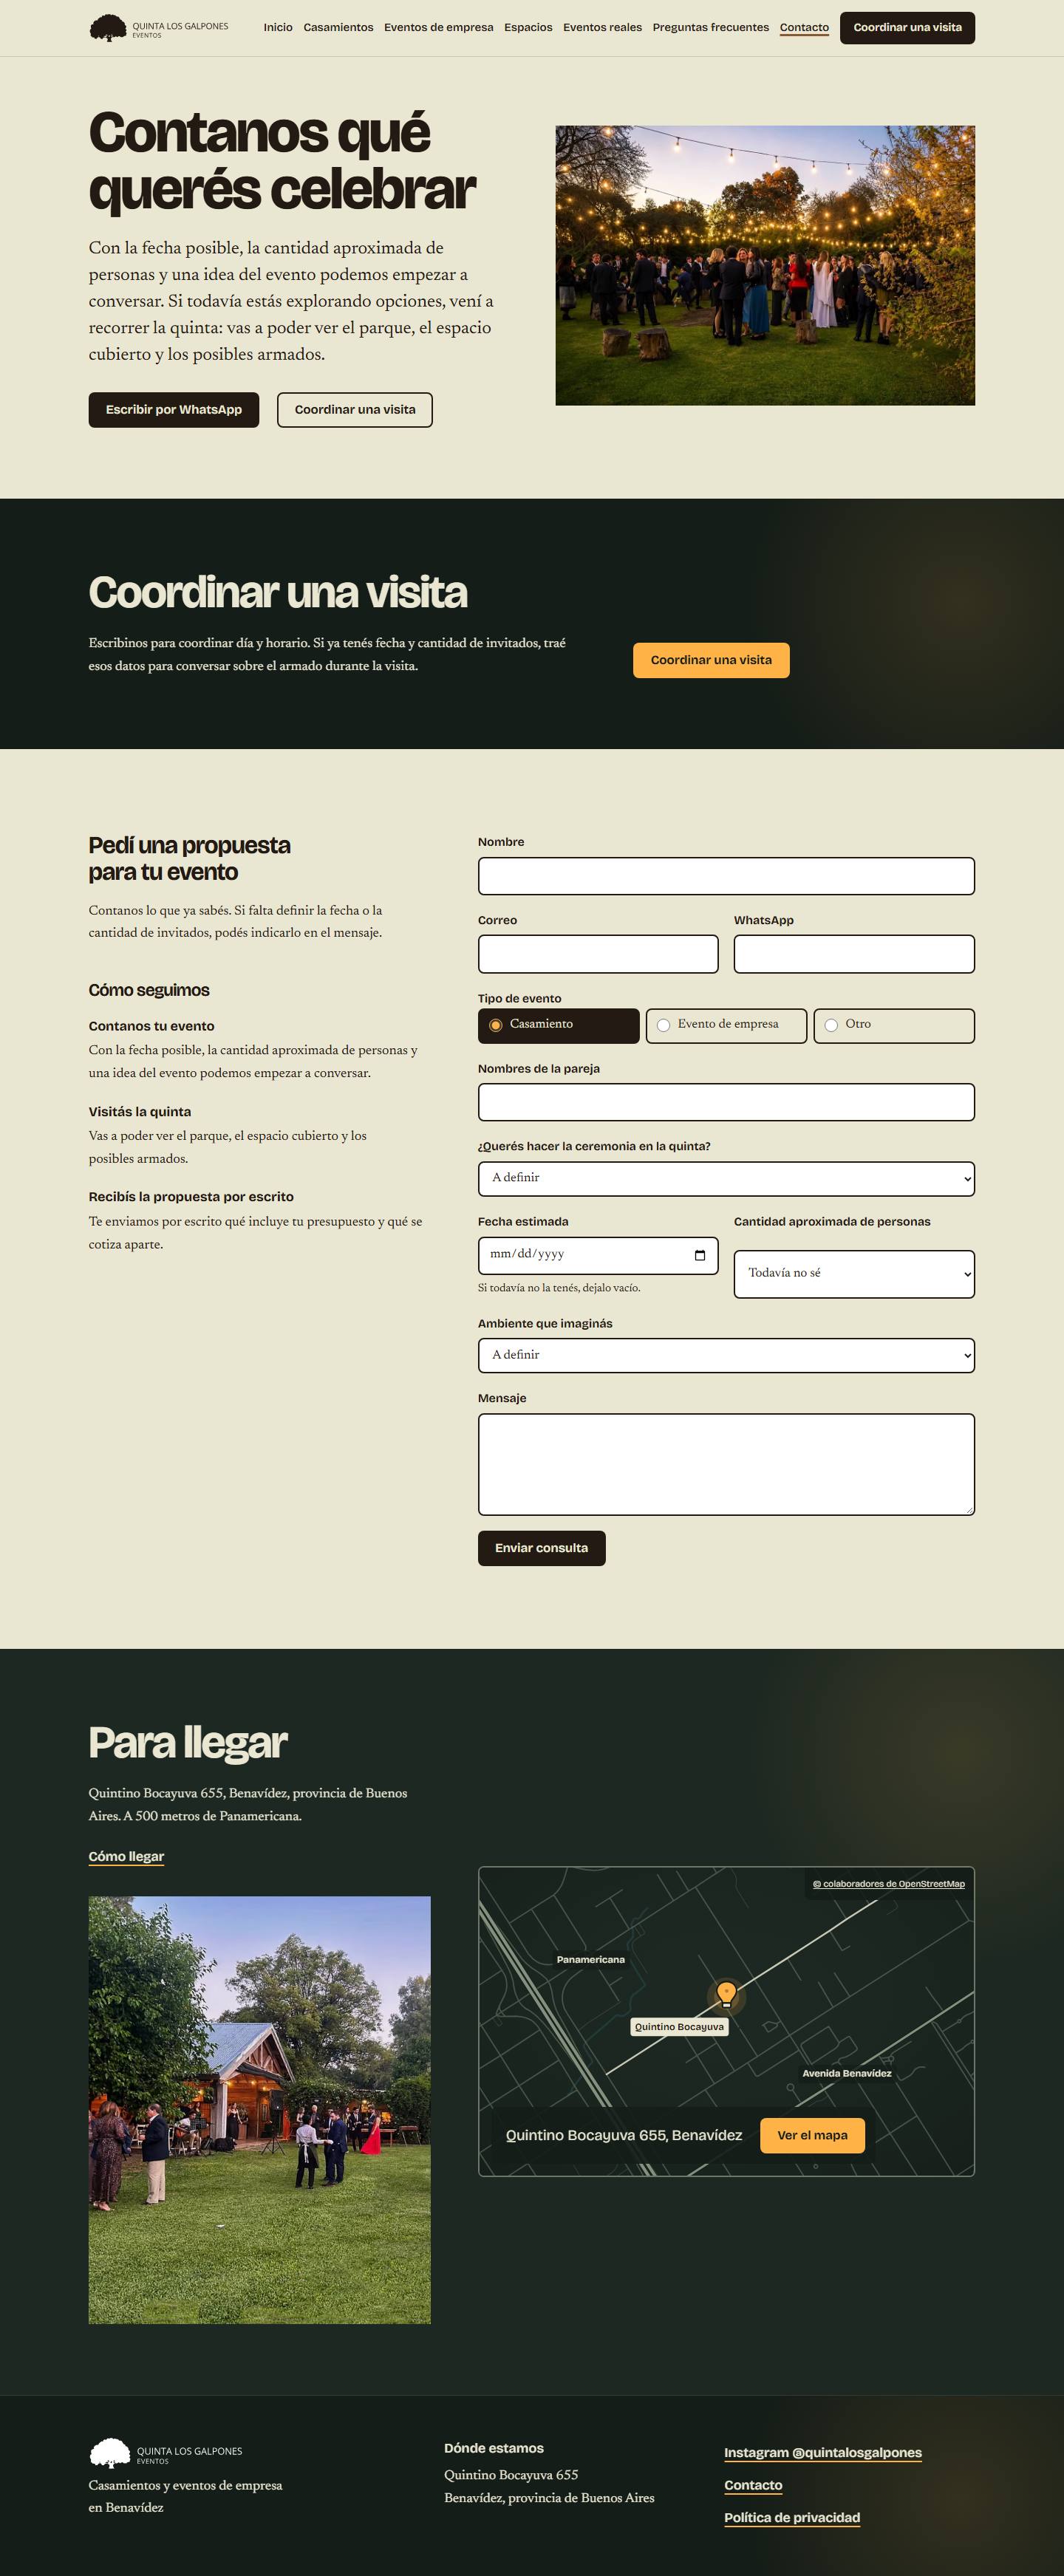 QUINTA LOS GALPONES
EVENTOS
Inicio
Casamientos
Eventos de empresa
Espacios
Eventos reales
Preguntas frecuentes
Contacto
Coordinar una visita
Contanos qué
querés celebrar
Con la fecha posible, la cantidad aproximada de
personas y una idea del evento podemos empezar a
conversar. Si todavía estás explorando opciones, vení a
recorrer la quinta: vas a poder ver el parque, el espacio
cubierto y los posibles armados.
Escribir por WhatsApp
Coordinar una visita
Coordinar una visita
Escribinos para coordinar día y horario. Si ya tenés fecha y cantidad de invitados, traé
esos datos para conversar sobre el armado durante la visita.
Coordinar una visita
Pedí una propuesta
para tu evento
Contanos lo que ya sabés. Si falta definir la fecha o la
cantidad de invitados, podés indicarlo en el mensaje.
Cómo seguimos
Contanos tu evento
Con la fecha posible, la cantidad aproximada de personas y
una idea del evento podemos empezar a conversar.
Visitás la quinta
Vas a poder ver el parque, el espacio cubierto y los
posibles armados.
Recibís la propuesta por escrito
Te enviamos por escrito qué incluye tu presupuesto y qué se
cotiza aparte.
Nombre
Correo
WhatsApp
Tipo de evento
Casamiento
Evento de empresa
Otro
Nombres de la pareja
¿Querés hacer la ceremonia en la quinta?
A definir
Fecha estimada
Cantidad aproximada de personas
mm/dd/yyyy
Todavía no sé
Si todavía no la tenés, dejalo vacío.
Ambiente que imaginás
A definir
Mensaje
Enviar consulta
Para llegar
Quintino Bocayuva 655, Benavídez, provincia de Buenos
Aires. A 500 metros de Panamericana.
Cómo llegar
© colaboradores de OpenStreetMap
Panamericana
Quintino Bocayuva
Avenida Benavídez
Quintino Bocayuva 655, Benavídez
Ver el mapa
QUINTA LOS GALPONES
EVENTOS
Casamientos y eventos de empresa
en Benavídez
Dónde estamos
Quintino Bocayuva 655
Benavídez, provincia de Buenos Aires
Instagram @quintalosgalpones
Contacto
Política de privacidad